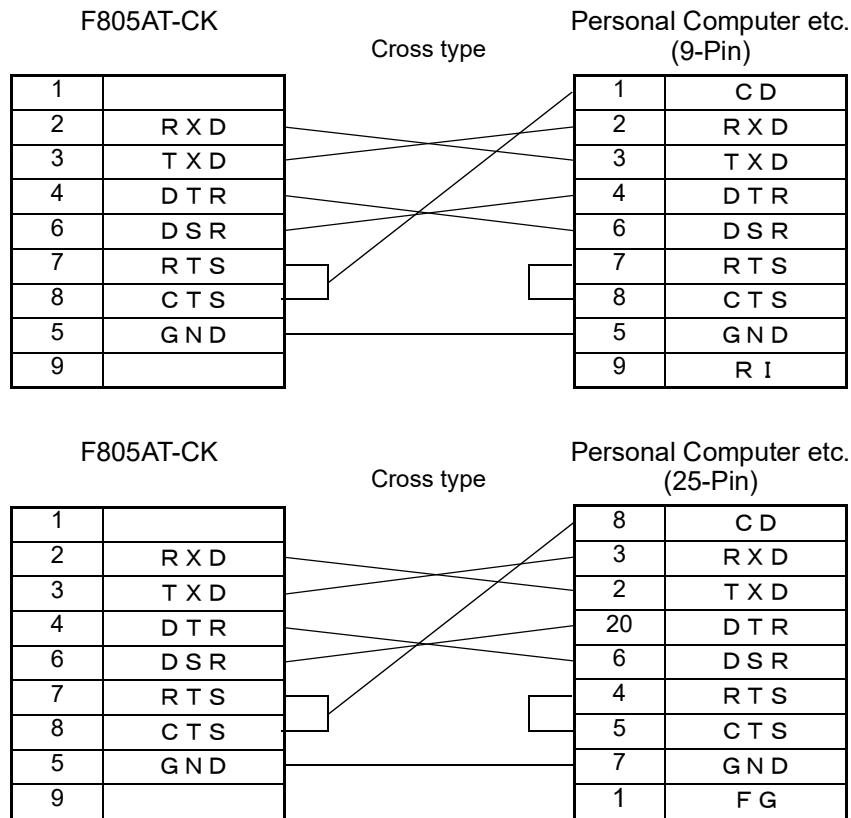 F805AT-CK
Cross type
Personal Computer etc.
(9-Pin)
1 1 CD
2 RXD 2 RXD
3 TXD 3 TXD
4 DTR 4 DTR
6 DSR 6 DSR
7 RTS 7 RTS
8 CTS 8 CTS
5 GND 5 GND
9 9 RI
F805AT-CK
Cross type
Personal Computer etc.
(25-Pin)
1 8 CD
2 RXD 3 RXD
3 TXD 2 TXD
4 DTR 20 DTR
6 DSR 6 DSR
7 RTS 4 RTS
8 CTS 5 CTS
5 GND 7 GND
9 1 FG